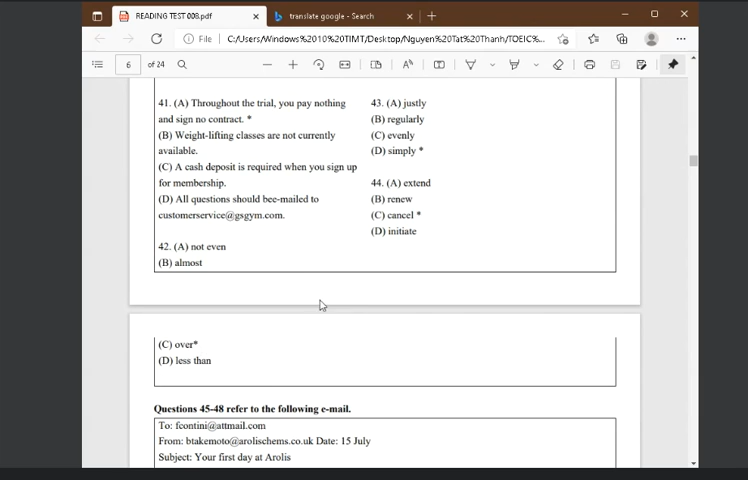 READING TEST 008.pdf
translate google - Search
File
C:/Users/Windows%2010%20TIMT/Desktop/Nguyen%20Tat%20Thanh/TOEIC%...
6 of 24
41. (A) Throughout the trial, you pay nothing
and sign no contract. *
(B) Weight-lifting classes are not currently
available.
(C) A cash deposit is required when you sign up
for membership.
(D) All questions should bee-mailed to
customerservice@gsgym.com.
42. (A) not even
(B) almost
43. (A) justly
(B) regularly
(C) evenly
(D) simply *
44. (A) extend
(B) renew
(C) cancel *
(D) initiate
(C) over*
(D) less than
Questions 45-48 refer to the following e-mail.
To: fcontini@attmail.com
From: btakemoto@arolischems.co.uk Date: 15 July
Subject: Your first day at Arolis